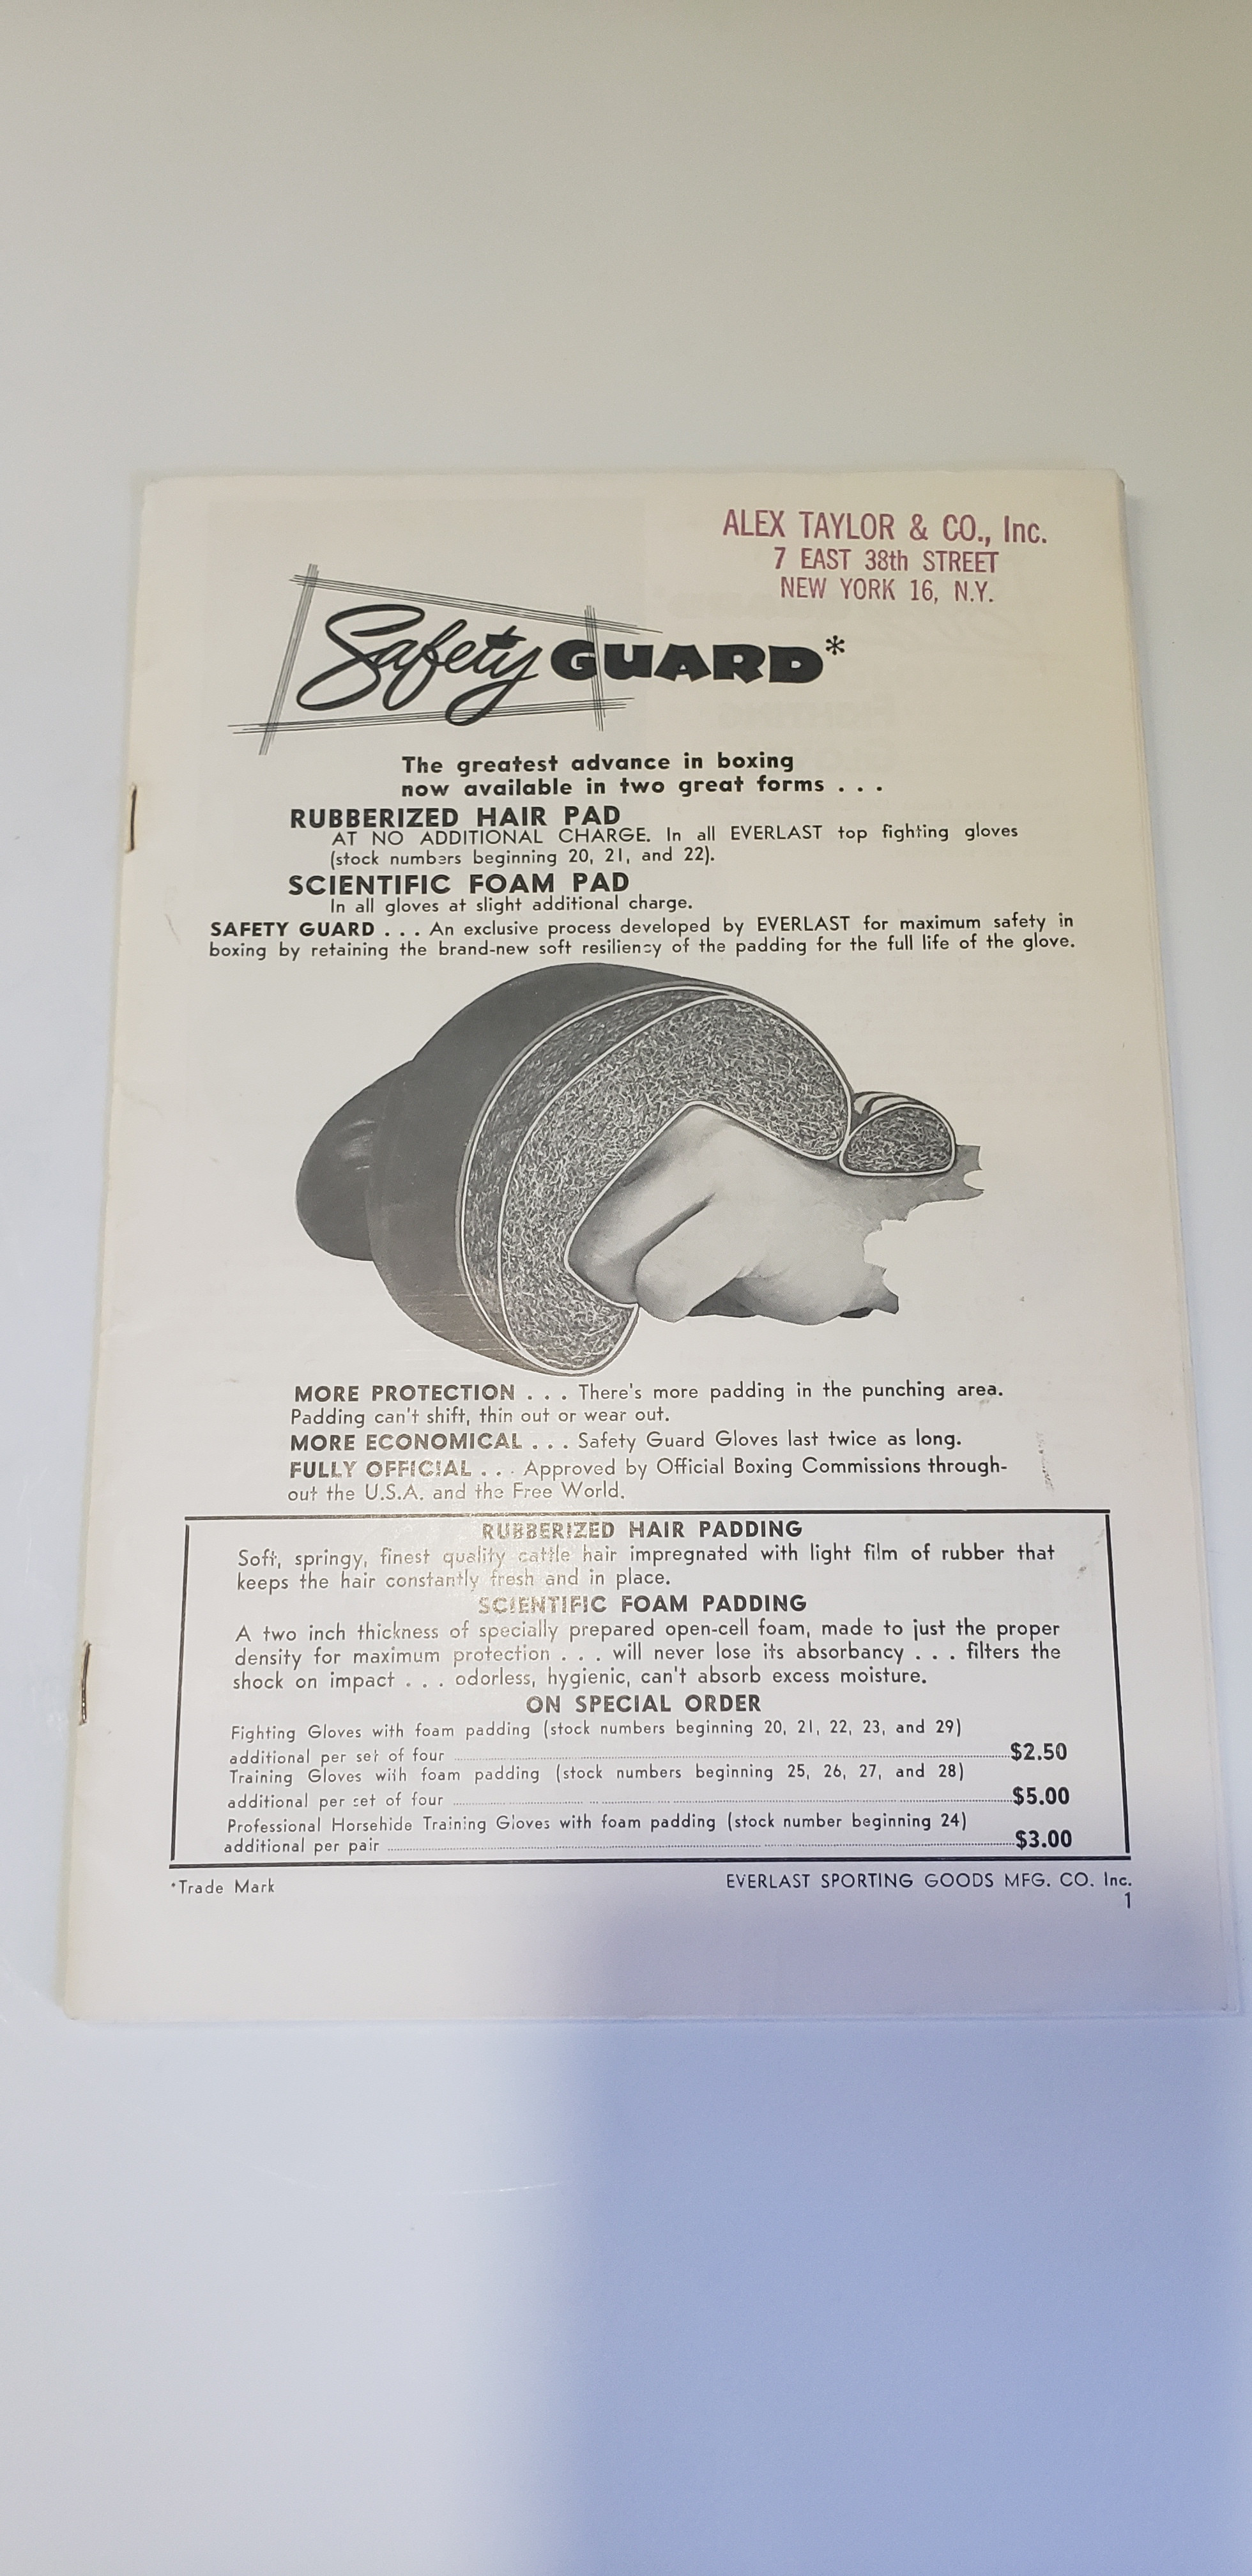 ALEX TAYLOR & CO., Inc.
7 EAST 38th STREET
NEW YORK 16, N.Y.
Safety GUARD*
The greatest advance in boxing
now available in two great forms . . .
RUBBERIZED HAIR PAD
AT NO ADDITIONAL CHARGE. In all EVERLAST top fighting gloves
(stock numbers beginning 20, 21, and 22).
SCIENTIFIC FOAM PAD
In all gloves at slight additional charge.
SAFETY GUARD . . . An exclusive process developed by EVERLAST for maximum safety in
boxing by retaining the brand-new soft resiliency of the padding for the full life of the glove.
MORE PROTECTION . . . There's more padding in the punching area.
Padding can't shift, thin out or wear out.
MORE ECONOMICAL . . . Safety Guard Gloves last twice as long.
FULLY OFFICIAL . . . Approved by Official Boxing Commissions through-
out the U.S.A. and the Free World.
RUBBERIZED HAIR PADDING
Soft, springy, finest quality cattle hair impregnated with light film of rubber that
keeps the hair constantly fresh and in place.
SCIENTIFIC FOAM PADDING
A two inch thickness of specially prepared open-cell foam, made to just the proper
density for maximum protection . . . will never lose its absorbancy . . . filters the
shock on impact . . . odorless, hygienic, can't absorb excess moisture.
ON SPECIAL ORDER
Fighting Gloves with foam padding (stock numbers beginning 20, 21, 22, 23, and 29)
additional per set of four ........ $2.50
Training Gloves with foam padding (stock numbers beginning 25, 26, 27, and 28)
additional per set of four ........ $5.00
Professional Horsehide Training Gloves with foam padding (stock number beginning 24)
additional per pair ........ $3.00
*Trade Mark
EVERLAST SPORTING GOODS MFG. CO. Inc.
1